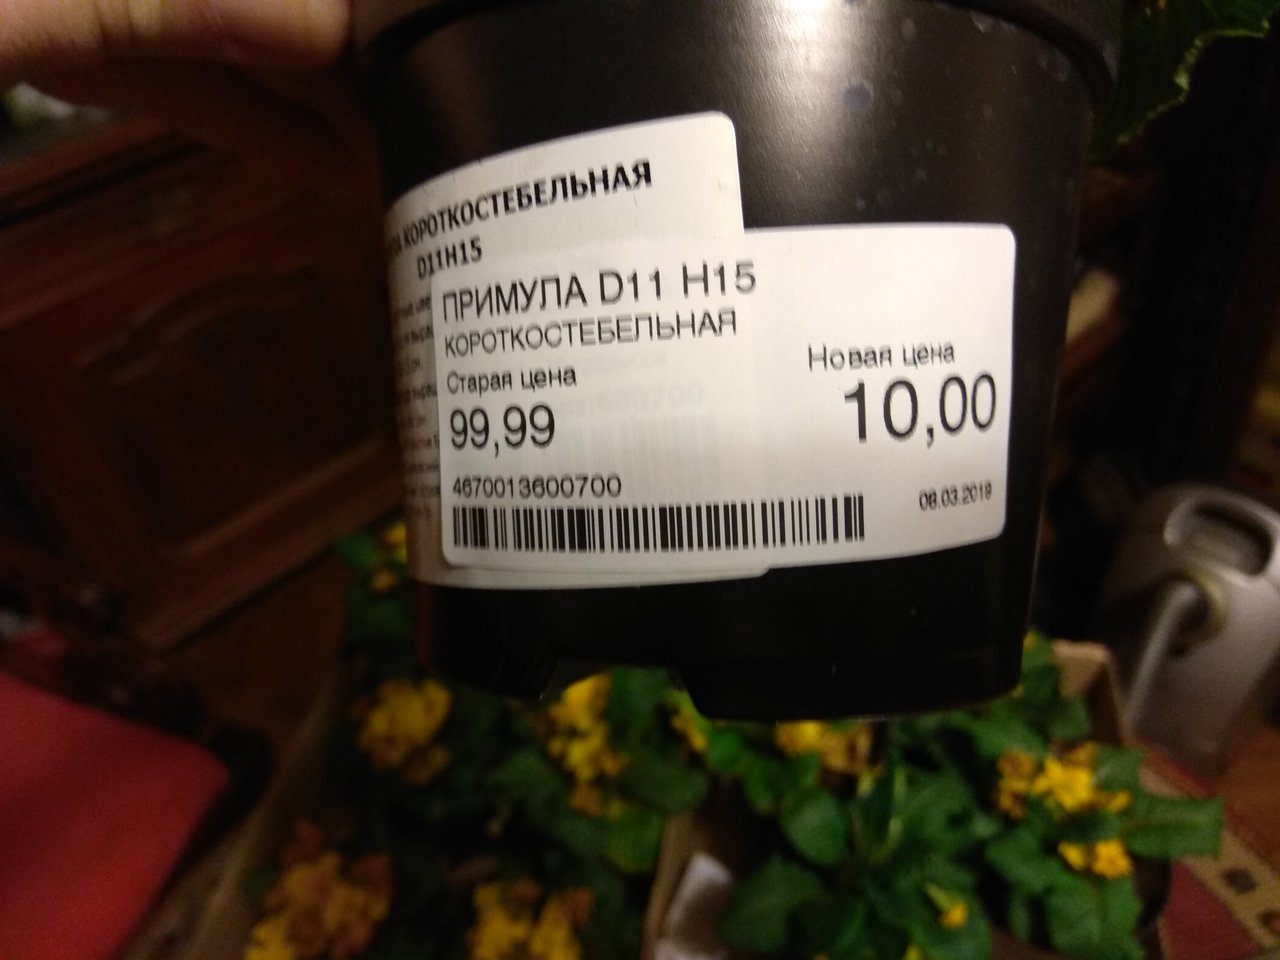 КОРОТКОСТЕБЕЛЬНАЯ
D11H15
ПРИМУЛА D11 H15
КОРОТКОСТЕБЕЛЬНАЯ
Старая цена
Новая цена
99,99
10,00
4670013600700
08.03.2019